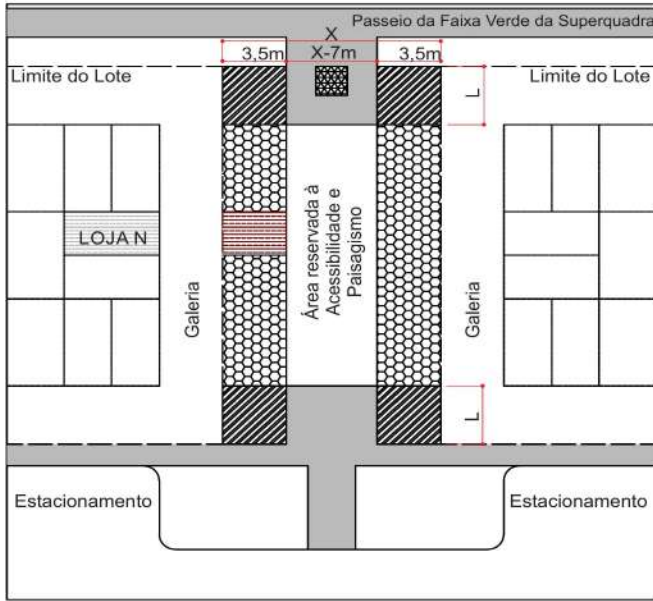 Passeio da Faixa Verde da Superquadra
X
3,5m
X-7m
3,5m
Limite do Lote
Limite do Lote
L
LOJA N
Galeria
Área reservada à
Acessibilidade e
Paisagismo
Galeria
L
Estacionamento
Estacionamento